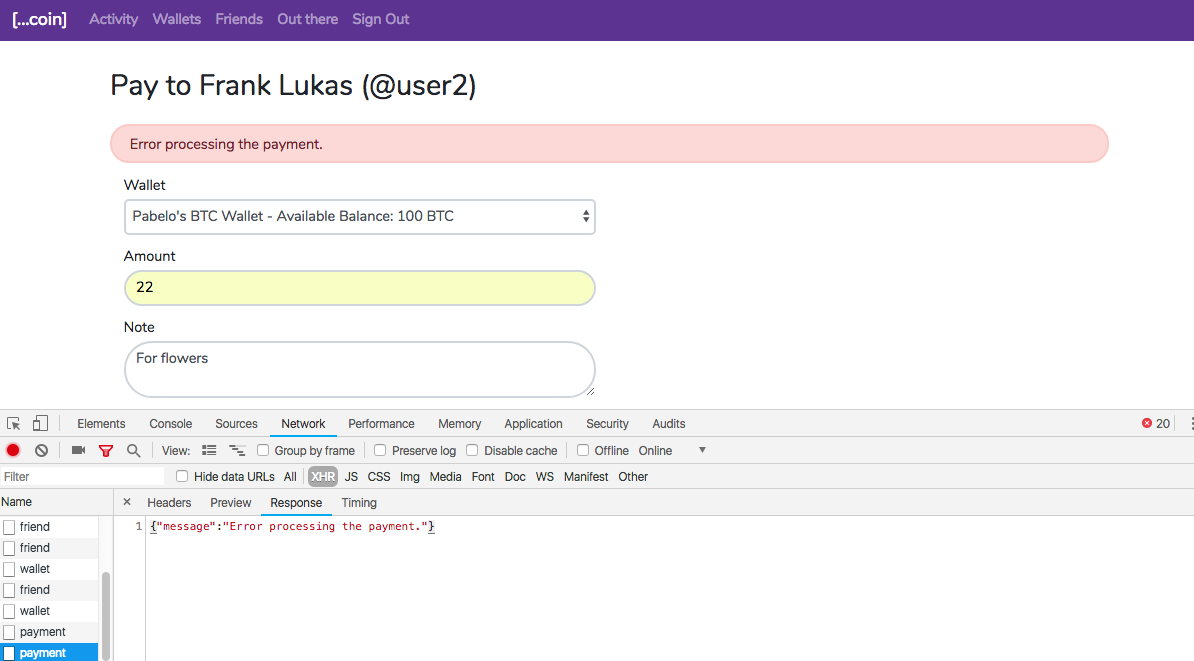 [...coin] Activity Wallets Friends Out there Sign Out
Pay to Frank Lukas (@user2)
Error processing the payment.
Wallet
Pabelo's BTC Wallet - Available Balance: 100 BTC
Amount
22
Note
For flowers
Elements Console Sources Network Performance Memory Application Security Audits 20
View: Group by frame Preserve log Disable cache Offline Online
Filter Hide data URLs All XHR JS CSS Img Media Font Doc WS Manifest Other
Name × Headers Preview Response Timing
1 {"message":"Error processing the payment."}
friend
friend
wallet
friend
wallet
payment
payment